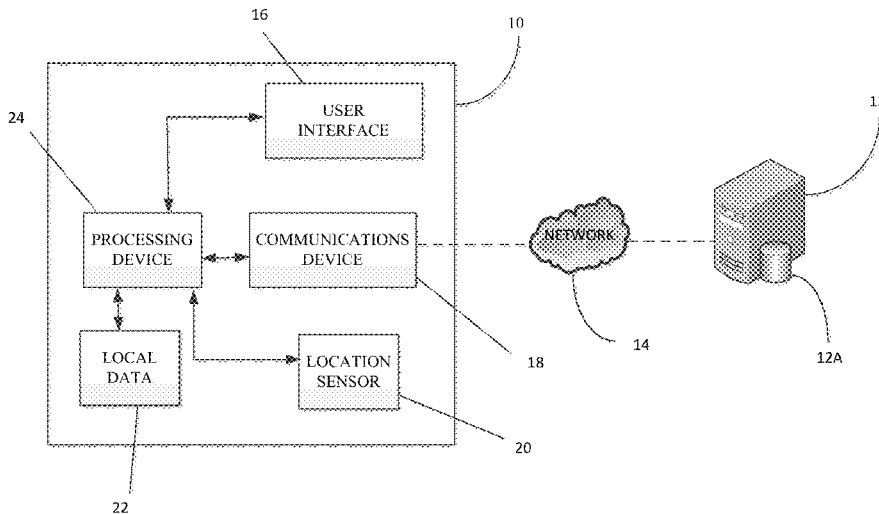 16
10
24
USER
INTERFACE
PROCESSING
DEVICE
COMMUNICATIONS
DEVICE
NETWORK
LOCAL
DATA
LOCATION
SENSOR
18
14
12A
20
22